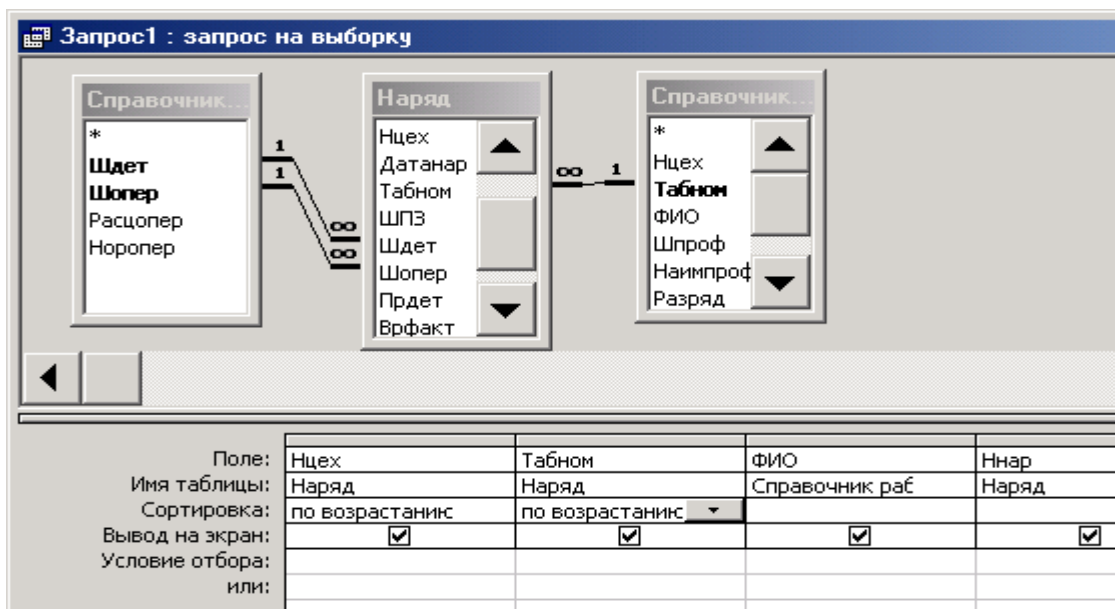 Запрос1 : запрос на выборку
Справочник...
*
Шдет
Шопер
Расцопер
Норопер
1
1
∞
∞
Наряд
Нцех
Датанар
Табном
ШПЗ
Шдет
Шопер
Прдет
Врфакт
∞ 1
Справочник...
*
Нцех
Табном
ФИО
Шпроф
Наимпроф
Разряд
Поле: Нцех Табном ФИО Ннар
Имя таблицы: Наряд Наряд Справочник раб Наряд
Сортировка: по возрастанию по возрастанию
Вывод на экран:
Условие отбора:
или: